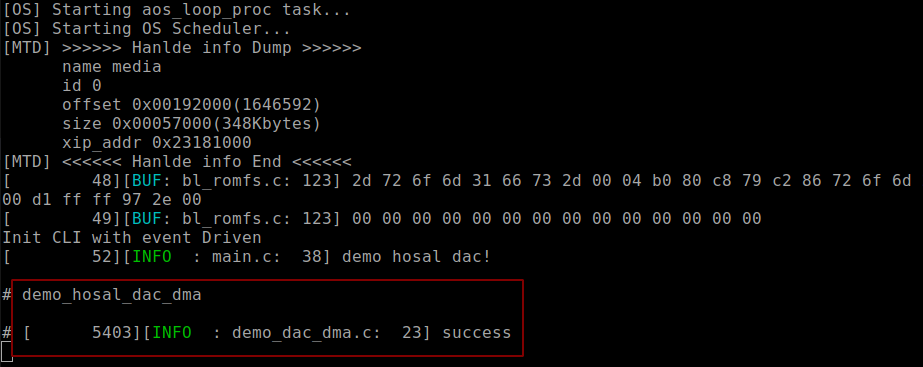 [OS] Starting aos_loop_proc task...
[OS] Starting OS Scheduler...
[MTD] >>>>>> Hanlde info Dump >>>>>>
      name media
      id 0
      offset 0x00192000(1646592)
      size 0x00057000(348Kbytes)
      xip_addr 0x23181000
[MTD] <<<<<< Hanlde info End <<<<<<
[        48][BUF: bl_romfs.c: 123] 2d 72 6f 6d 31 66 73 2d 00 04 b0 80 c8 79 c2 86 72 6f 6d
00 d1 ff ff 97 2e 00
[        49][BUF: bl_romfs.c: 123] 00 00 00 00 00 00 00 00 00 00 00 00 00 00
Init CLI with event Driven
[        52][INFO  : main.c:  38] demo hosal dac!
# demo_hosal_dac_dma
# [      5403][INFO  : demo_dac_dma.c:  23] success